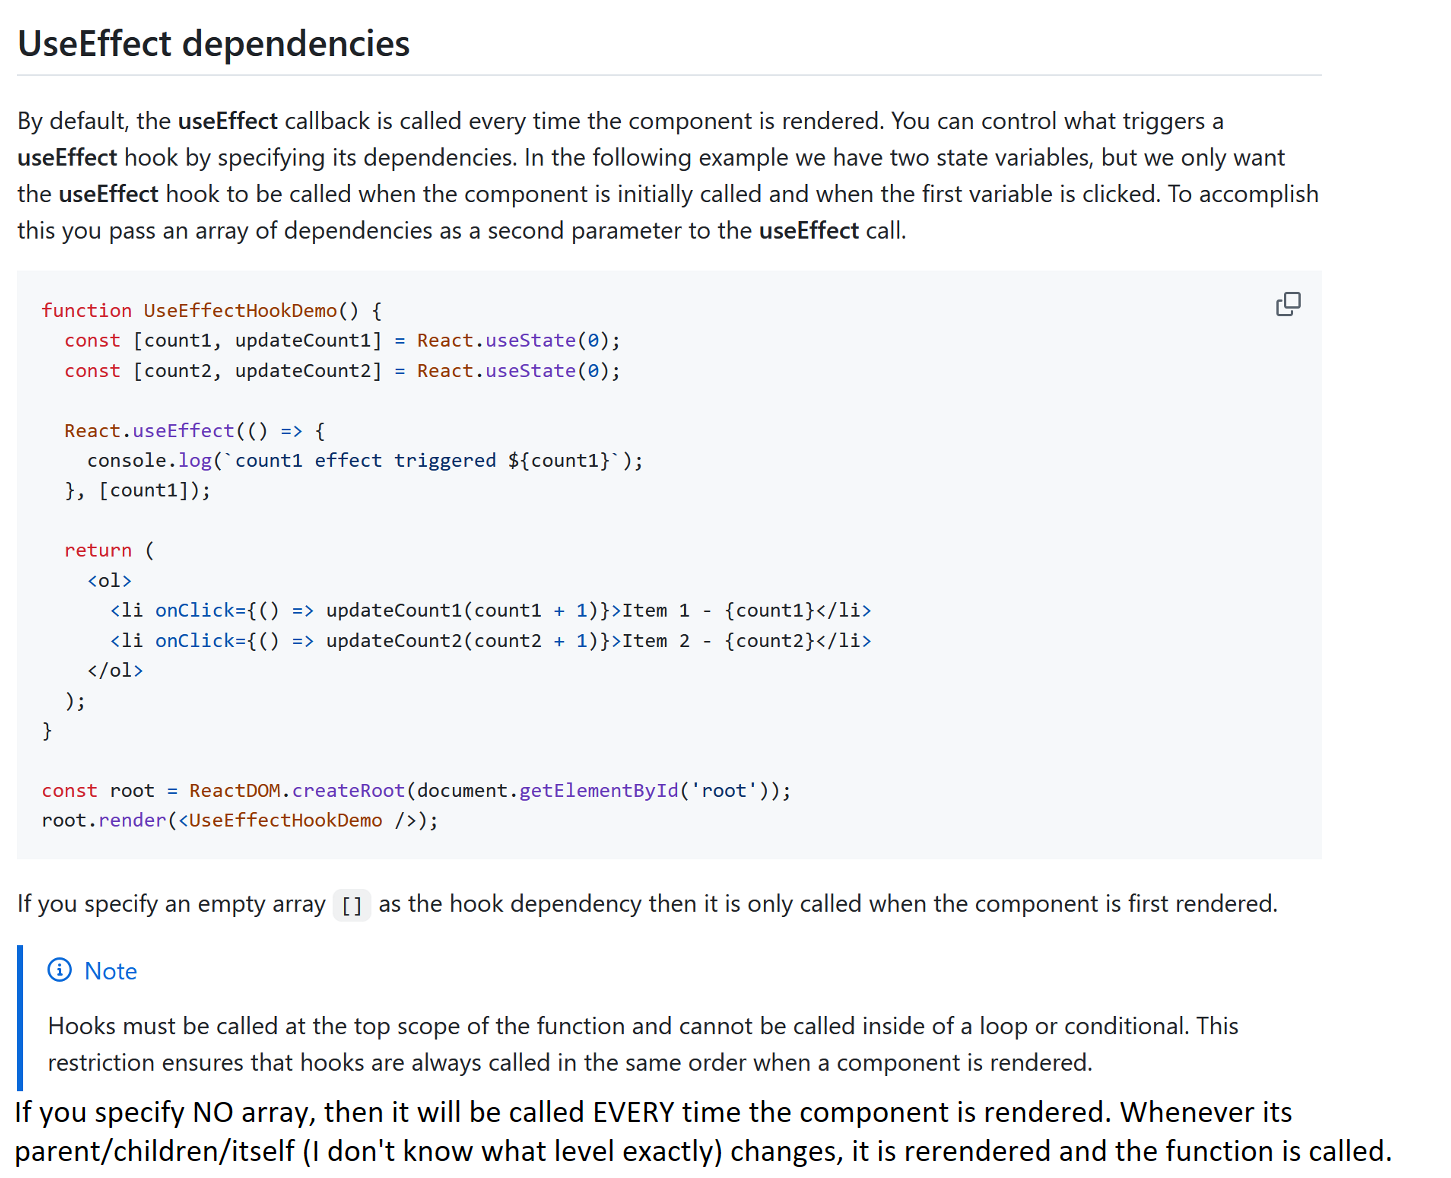 UseEffect dependencies
By default, the useEffect callback is called every time the component is rendered. You can control what triggers a
useEffect hook by specifying its dependencies. In the following example we have two state variables, but we only want
the useEffect hook to be called when the component is initially called and when the first variable is clicked. To accomplish
this you pass an array of dependencies as a second parameter to the useEffect call.
function UseEffectHookDemo() {
  const [count1, updateCount1] = React.useState(0);
  const [count2, updateCount2] = React.useState(0);

  React.useEffect(() => {
    console.log(`count1 effect triggered ${count1}`);
  }, [count1]);

  return (
    <ol>
      <li onClick={() => updateCount1(count1 + 1)}>Item 1 - {count1}</li>
      <li onClick={() => updateCount2(count2 + 1)}>Item 2 - {count2}</li>
    </ol>
  );
}

const root = ReactDOM.createRoot(document.getElementById('root'));
root.render(<UseEffectHookDemo />);
If you specify an empty array [] as the hook dependency then it is only called when the component is first rendered.
Note
Hooks must be called at the top scope of the function and cannot be called inside of a loop or conditional. This
restriction ensures that hooks are always called in the same order when a component is rendered.
If you specify NO array, then it will be called EVERY time the component is rendered. Whenever its
parent/children/itself (I don't know what level exactly) changes, it is rerendered and the function is called.